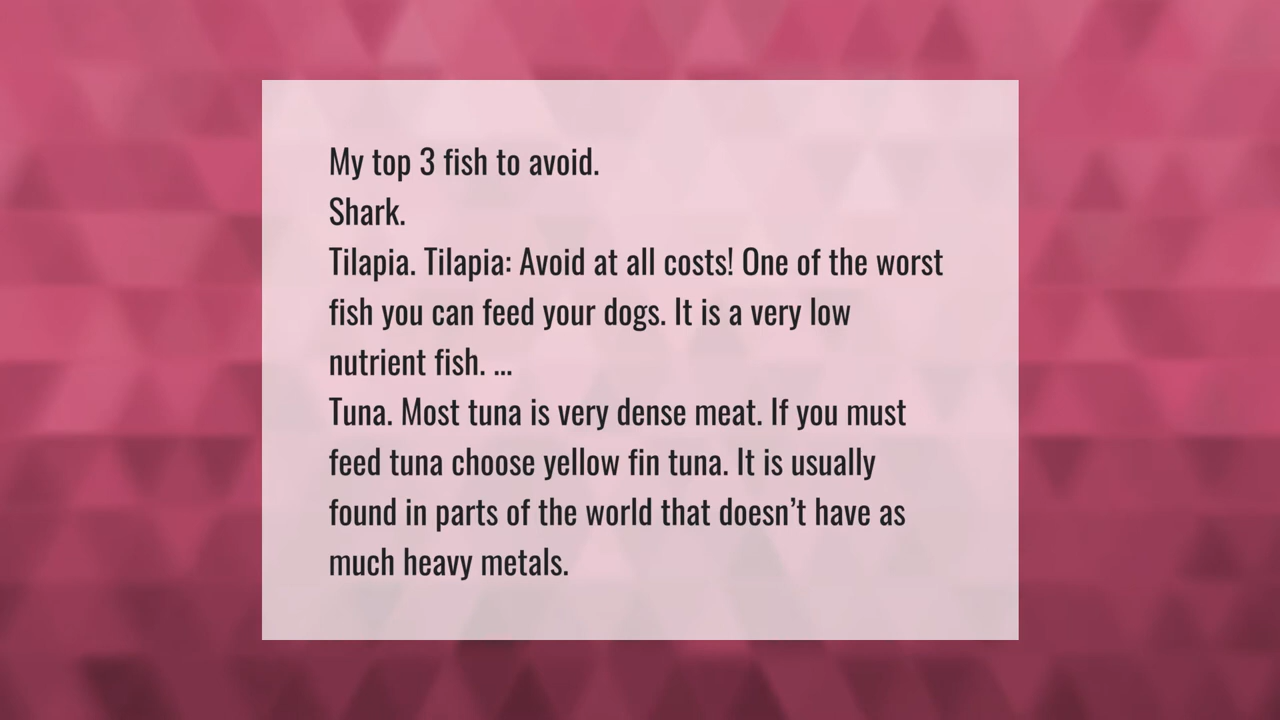 My top 3 fish to avoid.
Shark.
Tilapia. Tilapia: Avoid at all costs! One of the worst
fish you can feed your dogs. It is a very low
nutrient fish. ...
Tuna. Most tuna is very dense meat. If you must
feed tuna choose yellow fin tuna. It is usually
found in parts of the world that doesn’t have as
much heavy metals.